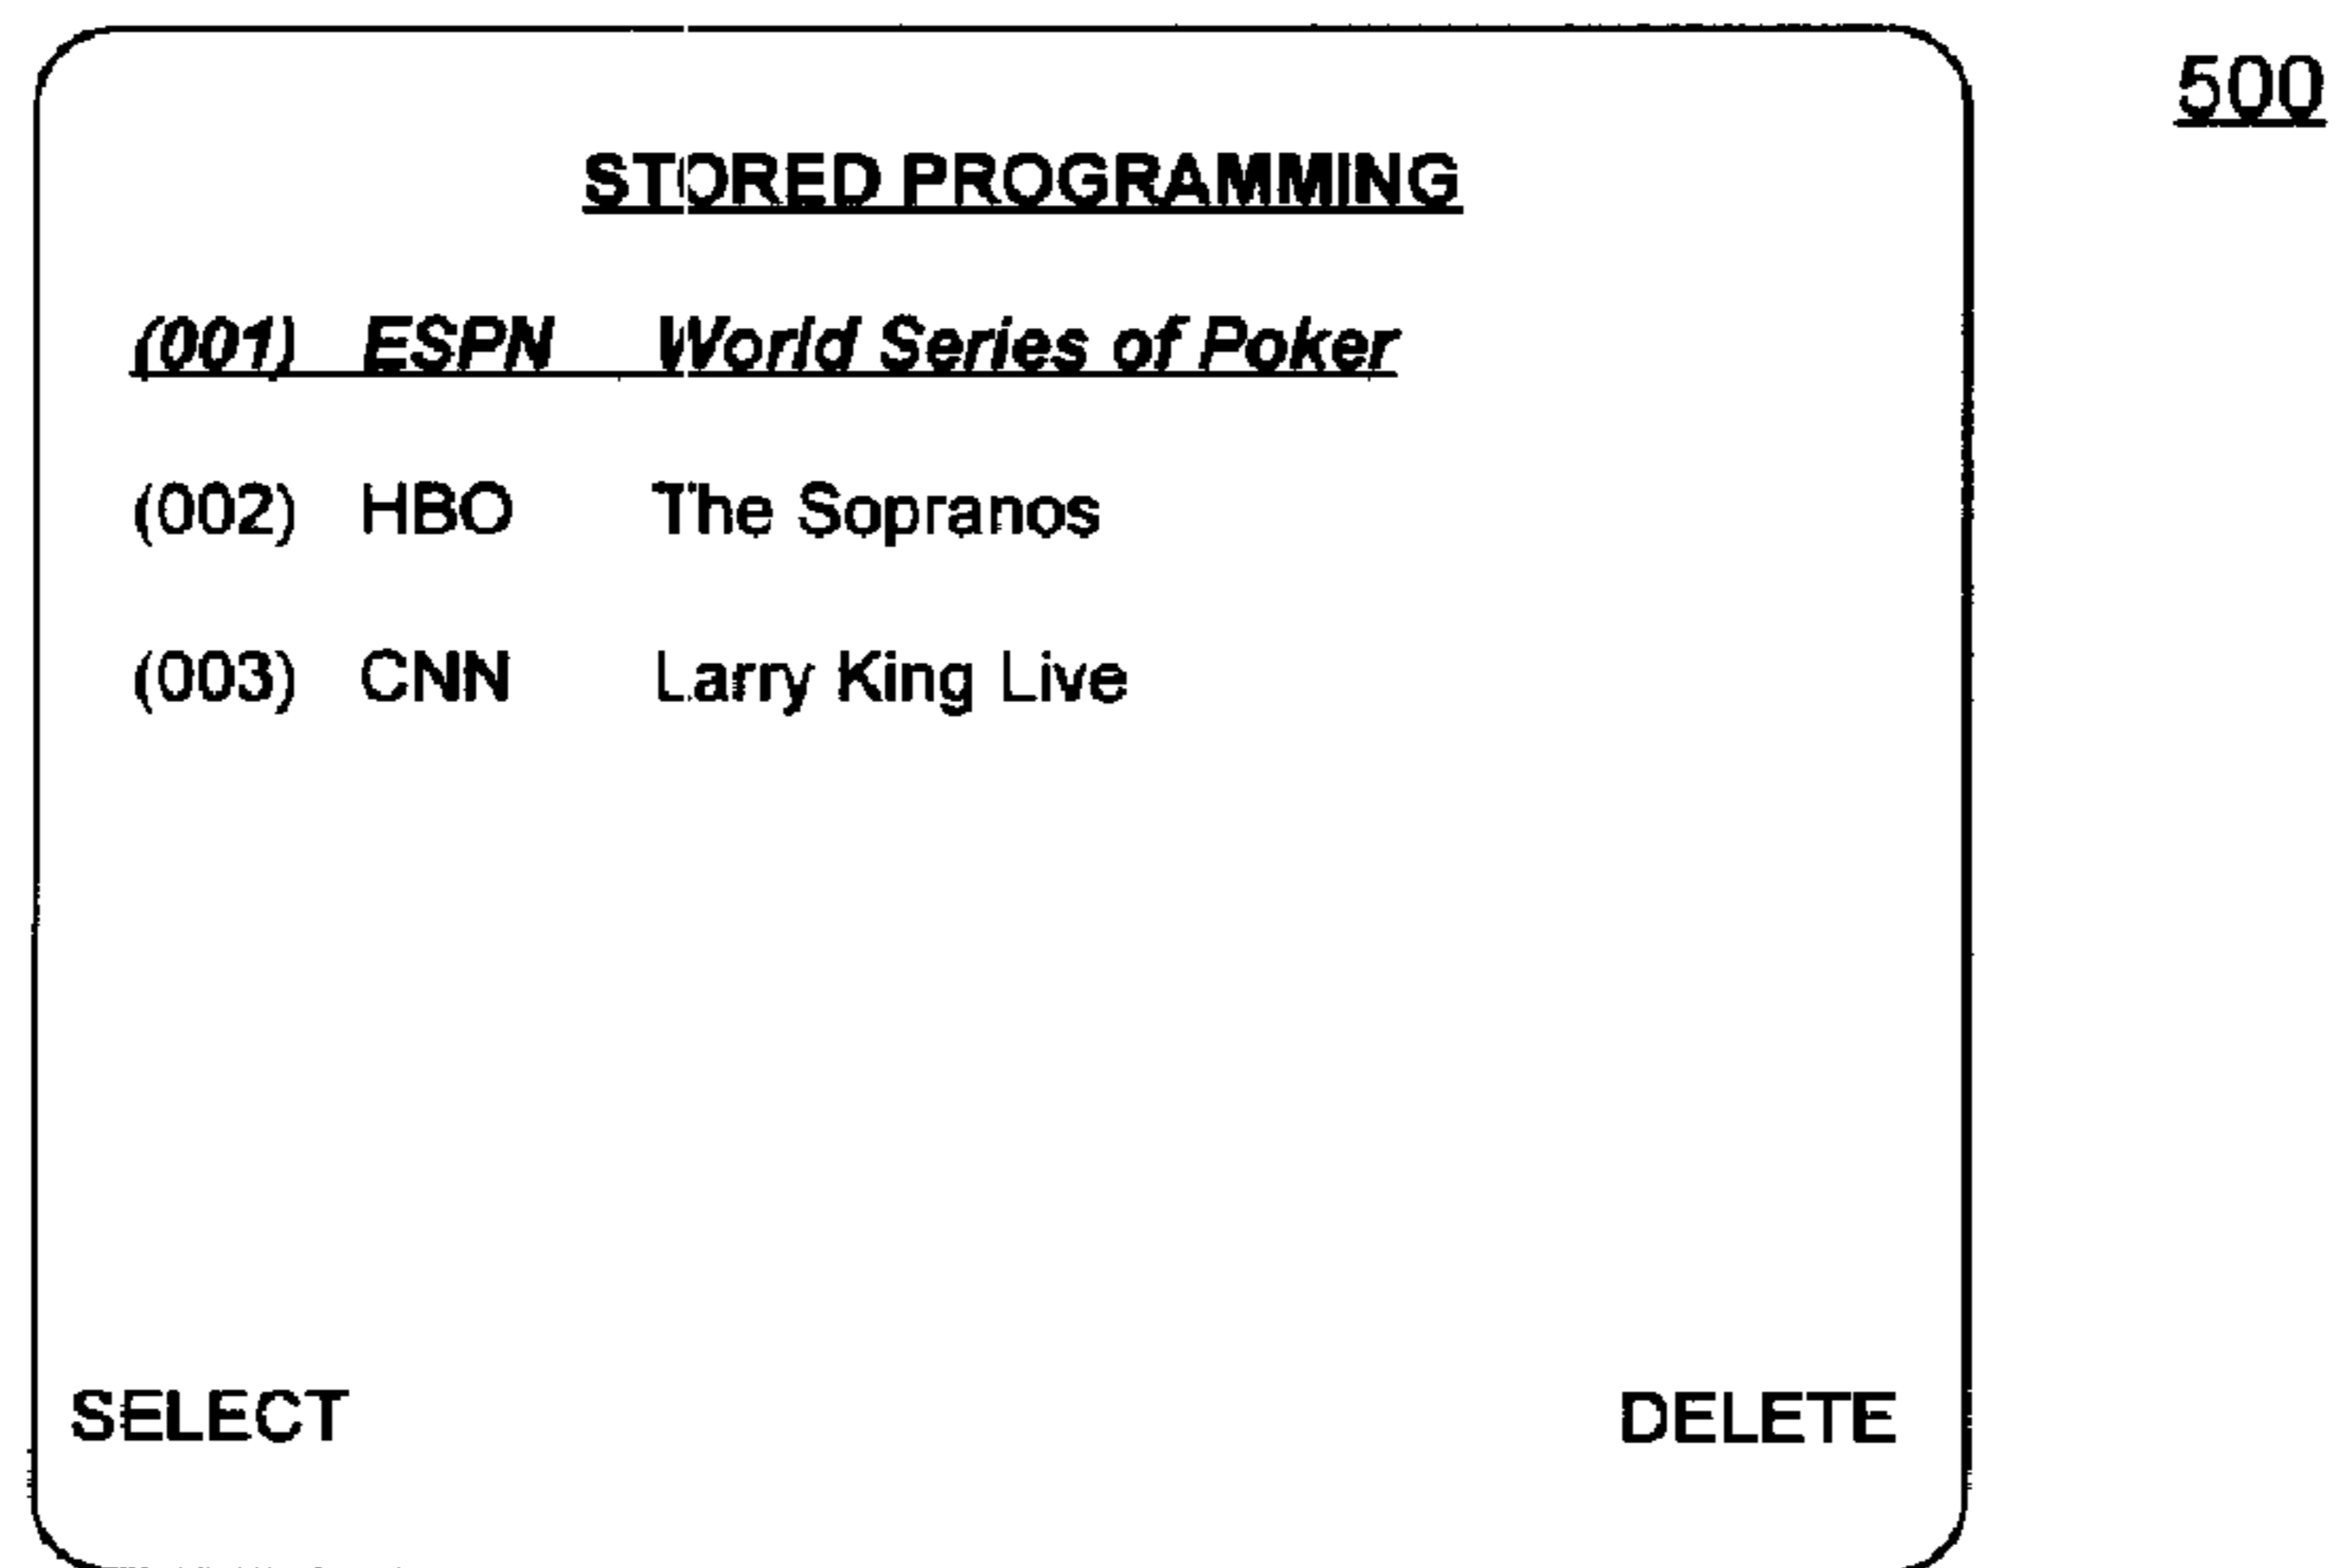 500
STORED PROGRAMMING
(001) ESPN World Series of Poker
(002) HBO The Sopranos
(003) CNN Larry King Live
SELECT DELETE